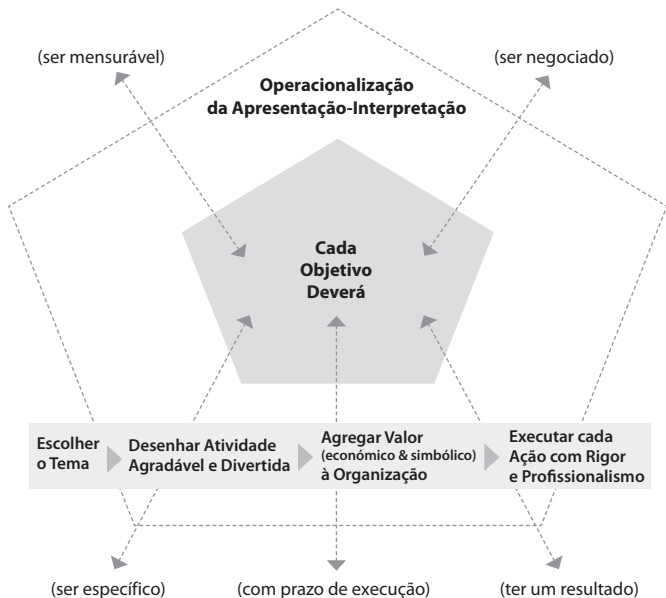 (ser mensurável)
(ser negociado)
Operacionalização
da Apresentação-Interpretação
Cada
Objetivo
Deverá
Escolher
o Tema
Desenhar Atividade
Agradável e Divertida
Agregar Valor
(económico & simbólico)
à Organização
Executar cada
Ação com Rigor
e Profissionalismo
(ser específico)
(com prazo de execução)
(ter um resultado)